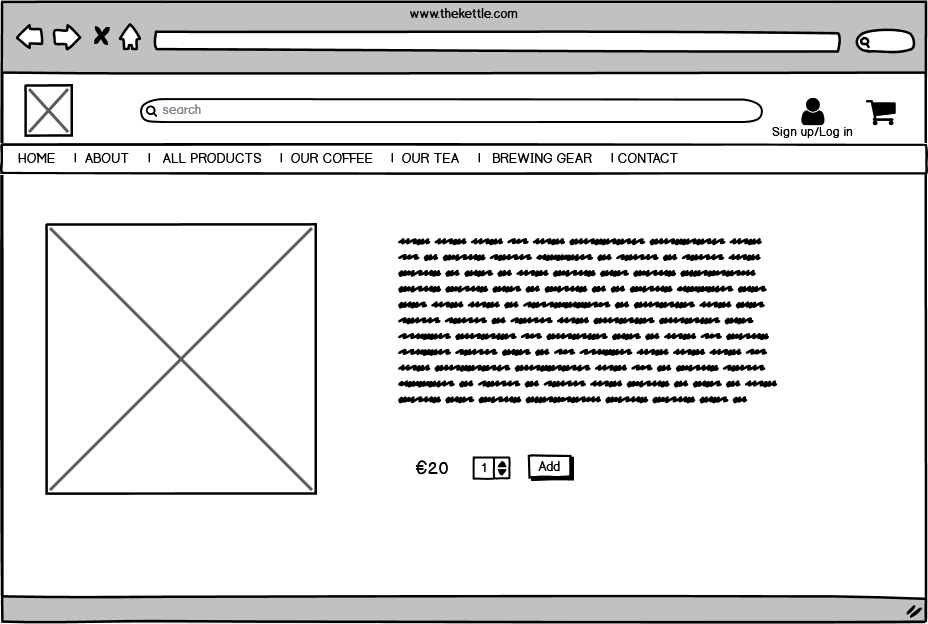 www.thekettle.com
search
Sign up/Log in
HOME | ABOUT | ALL PRODUCTS | OUR COFFEE | OUR TEA | BREWING GEAR | CONTACT
€20 1 Add